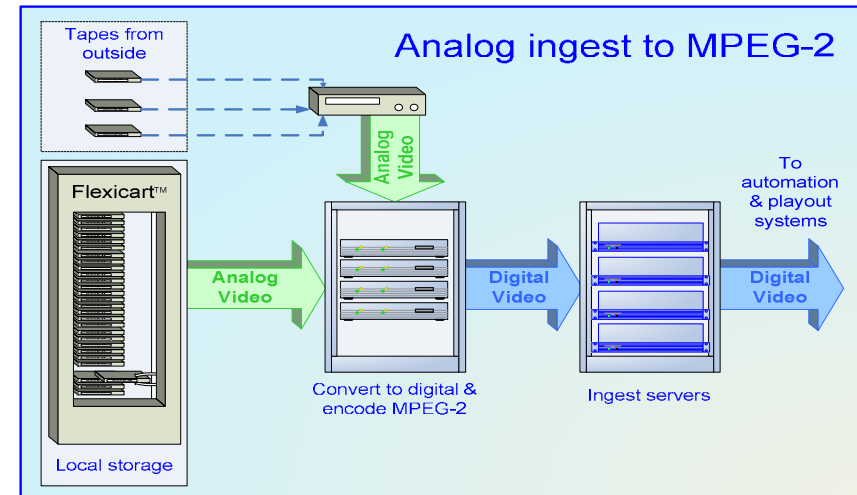 Analog ingest to MPEG-2
Tapes from
outside
Analog
Video
Flexicart™
Analog
Video
Local storage
Convert to digital &
encode MPEG-2
Digital
Video
Ingest servers
To
automation
& playout
systems
Digital
Video